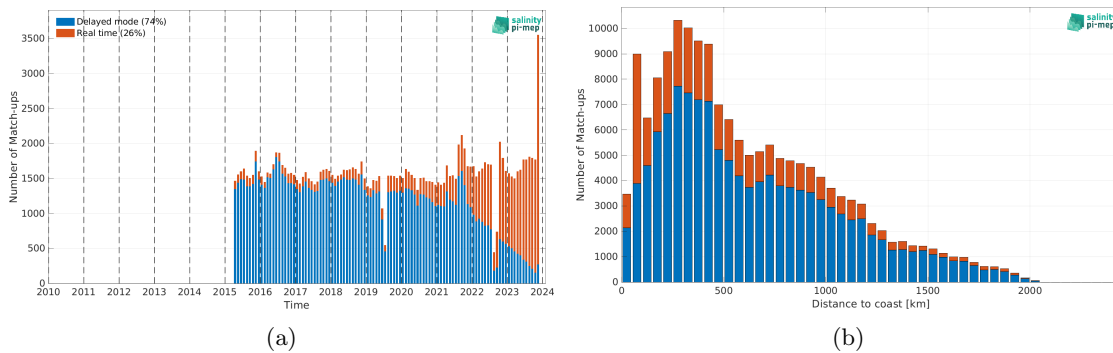 Delayed mode (74%)
Real time (26%)
salinity
pi-mep
Number of Match-ups
3500
3000
2500
2000
1500
1000
500
0
2010 2011 2012 2013 2014 2015 2016 2017 2018 2019 2020 2021 2022 2023 2024
Time
(a)
salinity
pi-mep
Number of Match-ups
10000
9000
8000
7000
6000
5000
4000
3000
2000
1000
0
0 500 1000 1500 2000
Distance to coast [km]
(b)